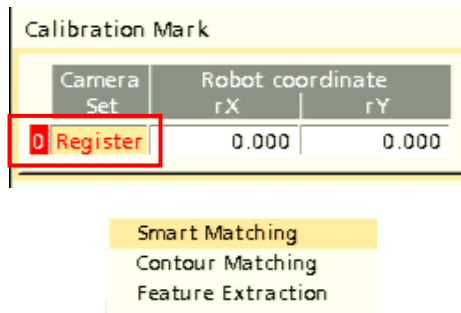 Calibration Mark
Camera Set Robot coordinate
rX rY
0 Register 0.000 0.000
Smart Matching
Contour Matching
Feature Extraction